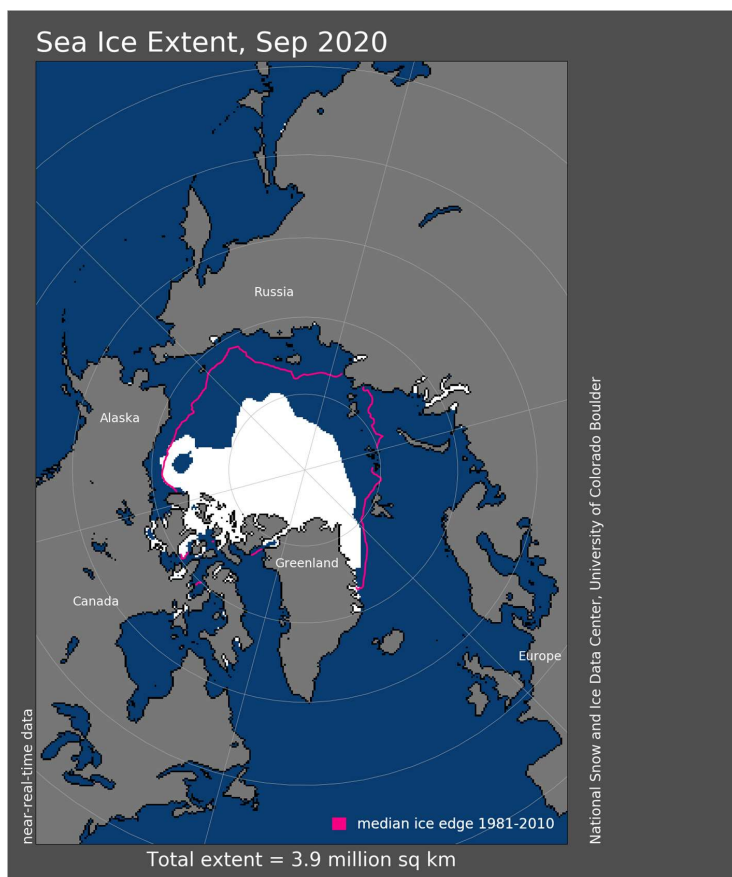 Sea Ice Extent, Sep 2020
Russia
Alaska
Greenland
Canada
Europe
near-real-time data
National Snow and Ice Data Center, University of Colorado Boulder
median ice edge 1981-2010
Total extent = 3.9 million sq km